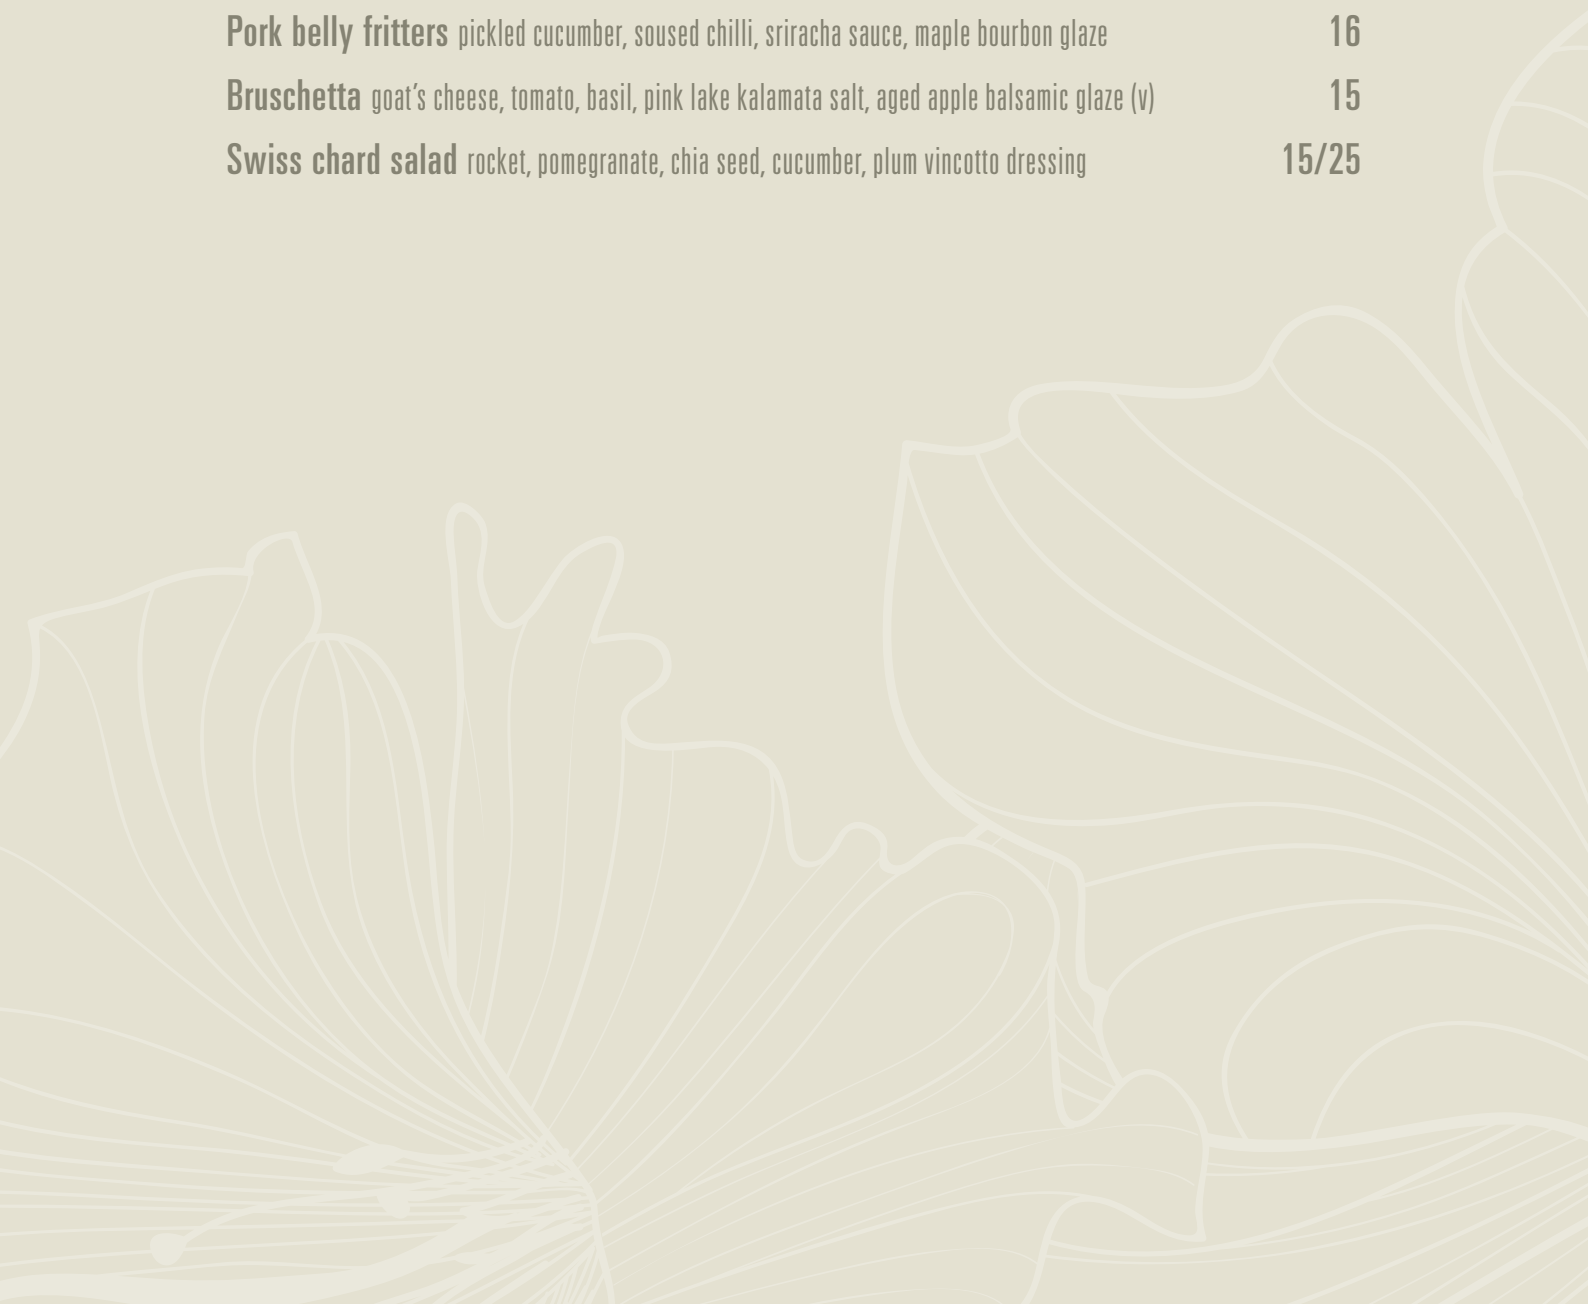 Pork belly fritters pickled cucumber, soused chilli, sriracha sauce, maple bourbon glaze 16
Bruschetta goat's cheese, tomato, basil, pink lake kalamata salt, aged apple balsamic glaze (v) 15
Swiss chard salad rocket, pomegranate, chia seed, cucumber, plum vincotto dressing 15/25